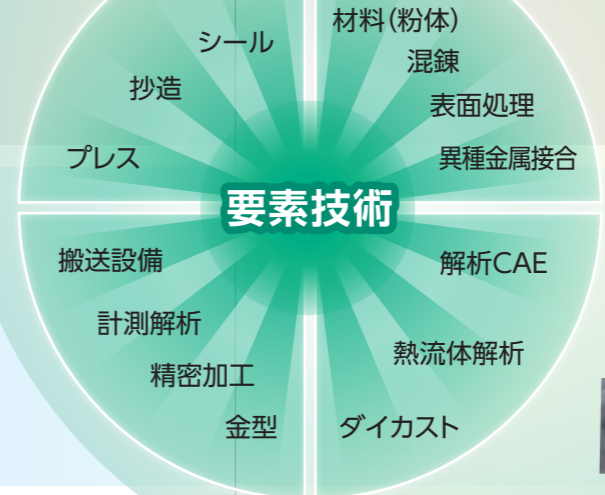 シール
抄造
プレス
材料（粉体）
混錬
表面処理
異種金属接合
要素技術
搬送設備
計測解析
精密加工
金型
解析CAE
熱流体解析
ダイカスト